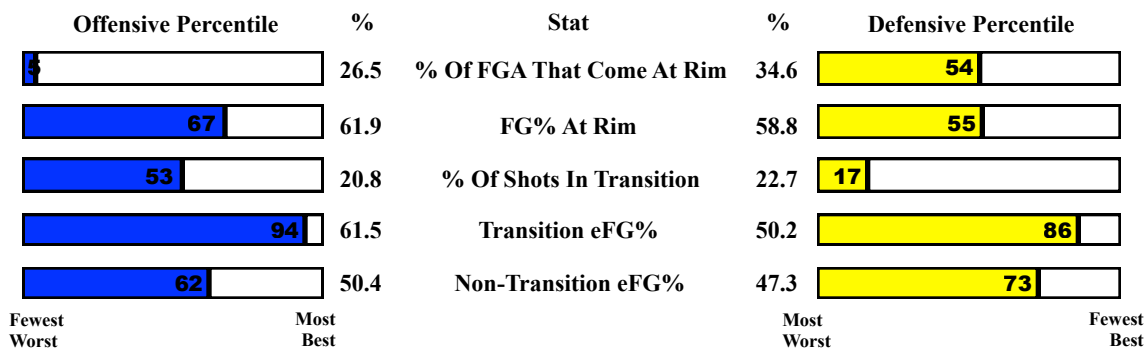 Offensive Percentile % Stat % Defensive Percentile
5 26.5 % Of FGA That Come At Rim 34.6 54
67 61.9 FG% At Rim 58.8 55
53 20.8 % Of Shots In Transition 22.7 17
94 61.5 Transition eFG% 50.2 86
62 50.4 Non-Transition eFG% 47.3 73
Fewest Most Most Fewest
Worst Best Worst Best